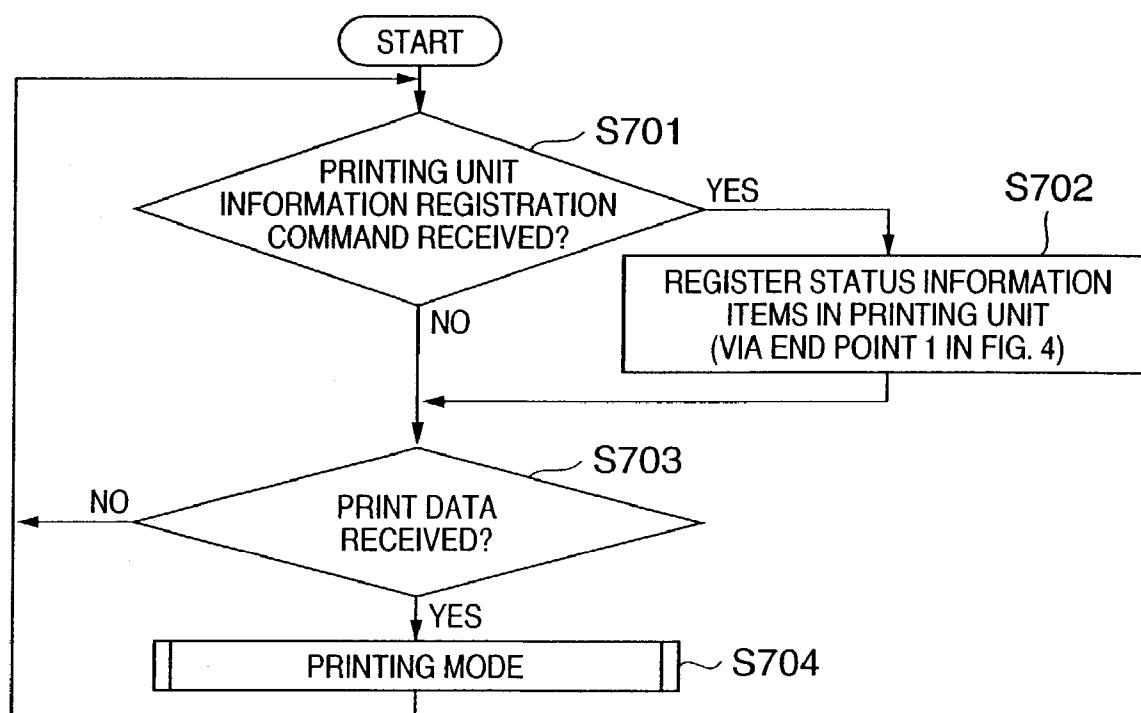 START
S701
PRINTING UNIT
INFORMATION REGISTRATION
COMMAND RECEIVED?
YES
S702
REGISTER STATUS INFORMATION
ITEMS IN PRINTING UNIT
(VIA END POINT 1 IN FIG. 4)
NO
S703
NO
PRINT DATA
RECEIVED?
YES
PRINTING MODE
S704